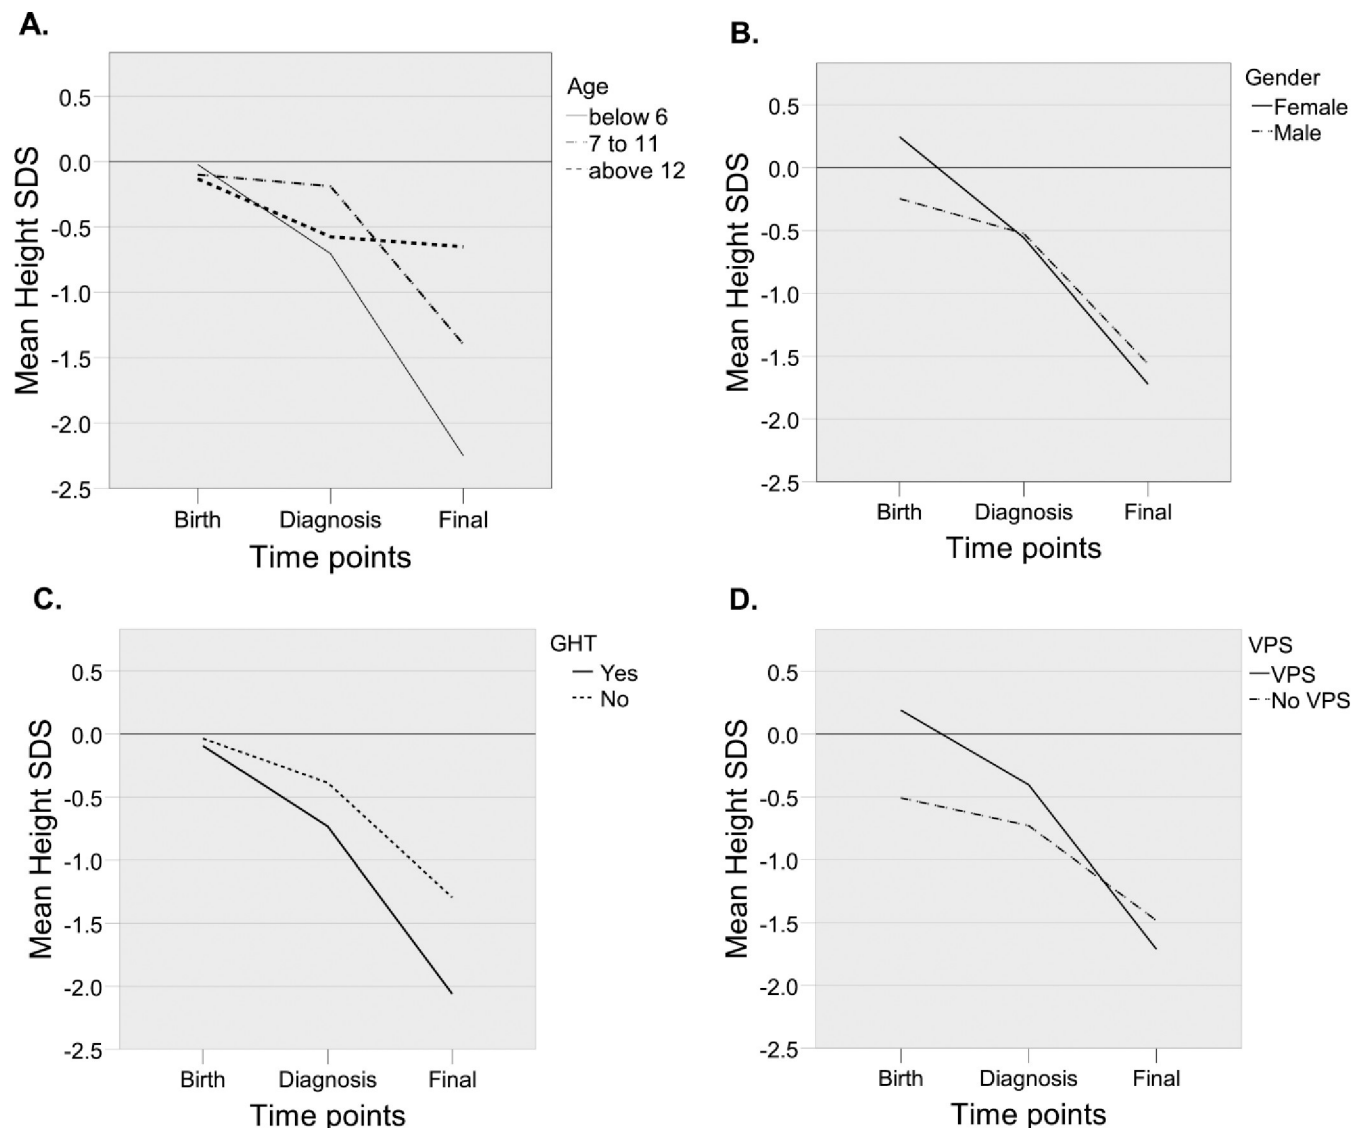 A.
Mean Height SDS
0.5
0.0
-0.5
-1.0
-1.5
-2.0
-2.5
Birth Diagnosis Final
Time points
Age
below 6
7 to 11
above 12
B.
Mean Height SDS
0.5
0.0
-0.5
-1.0
-1.5
-2.0
-2.5
Birth Diagnosis Final
Time points
Gender
Female
Male
C.
Mean Height SDS
0.5
0.0
-0.5
-1.0
-1.5
-2.0
-2.5
Birth Diagnosis Final
Time points
GHT
Yes
No
D.
Mean Height SDS
0.5
0.0
-0.5
-1.0
-1.5
-2.0
-2.5
Birth Diagnosis Final
Time points
VPS
VPS
No VPS